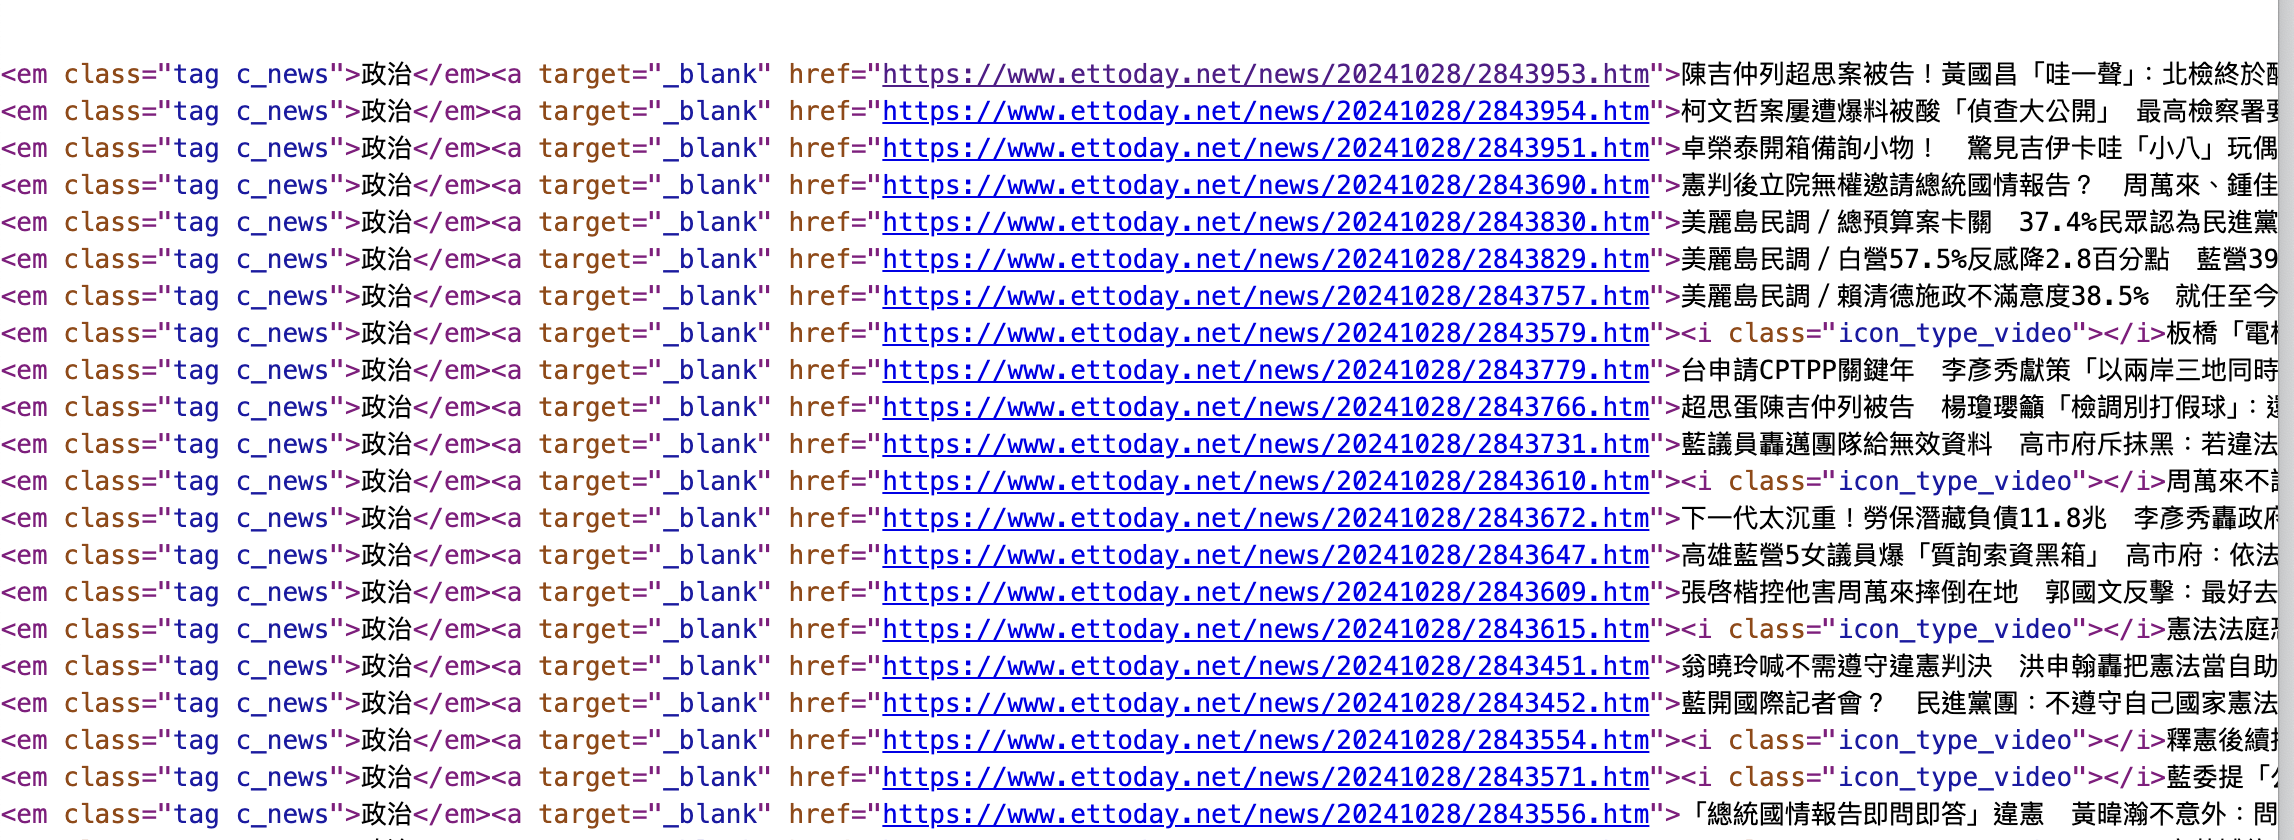 <em class="tag c_news">政治</em><a target="_blank" href="https://www.ettoday.net/news/20241028/2843953.htm">陳吉仲列超思案被告！黃國昌「哇一聲」：北檢終於
<em class="tag c_news">政治</em><a target="_blank" href="https://www.ettoday.net/news/20241028/2843954.htm">柯文哲案屢遭爆料被酸「偵查大公開」 最高檢察署要
<em class="tag c_news">政治</em><a target="_blank" href="https://www.ettoday.net/news/20241028/2843951.htm">卓榮泰開箱備詢小物！　驚見吉伊卡哇「小八」玩偶
<em class="tag c_news">政治</em><a target="_blank" href="https://www.ettoday.net/news/20241028/2843690.htm">憲判後立院無權邀請總統國情報告？　周萬來、鍾佳
<em class="tag c_news">政治</em><a target="_blank" href="https://www.ettoday.net/news/20241028/2843830.htm">美麗島民調／總預算案卡關　37.4%民眾認為民進黨
<em class="tag c_news">政治</em><a target="_blank" href="https://www.ettoday.net/news/20241028/2843829.htm">美麗島民調／白營57.5%反感降2.8百分點　藍營39
<em class="tag c_news">政治</em><a target="_blank" href="https://www.ettoday.net/news/20241028/2843757.htm">美麗島民調／賴清德施政不滿意度38.5%　就任至今
<em class="tag c_news">政治</em><a target="_blank" href="https://www.ettoday.net/news/20241028/2843579.htm"><i class="icon_type_video"></i>板橋「電
<em class="tag c_news">政治</em><a target="_blank" href="https://www.ettoday.net/news/20241028/2843779.htm">台申請CPTPP關鍵年　李彥秀獻策「以兩岸三地同時
<em class="tag c_news">政治</em><a target="_blank" href="https://www.ettoday.net/news/20241028/2843766.htm">超思蛋陳吉仲列被告　楊瓊瓔籲「檢調別打假球」：
<em class="tag c_news">政治</em><a target="_blank" href="https://www.ettoday.net/news/20241028/2843731.htm">藍議員轟邁團隊給無效資料　高市府斥抹黑：若違法
<em class="tag c_news">政治</em><a target="_blank" href="https://www.ettoday.net/news/20241028/2843610.htm"><i class="icon_type_video"></i>周萬來不
<em class="tag c_news">政治</em><a target="_blank" href="https://www.ettoday.net/news/20241028/2843672.htm">下一代太沉重！勞保潛藏負債11.8兆　李彥秀轟政府
<em class="tag c_news">政治</em><a target="_blank" href="https://www.ettoday.net/news/20241028/2843647.htm">高雄藍營5女議員爆「質詢索資黑箱」 高市府：依法
<em class="tag c_news">政治</em><a target="_blank" href="https://www.ettoday.net/news/20241028/2843609.htm">張啓楷控他害周萬來摔倒在地　郭國文反擊：最好去
<em class="tag c_news">政治</em><a target="_blank" href="https://www.ettoday.net/news/20241028/2843615.htm"><i class="icon_type_video"></i>憲法法庭
<em class="tag c_news">政治</em><a target="_blank" href="https://www.ettoday.net/news/20241028/2843451.htm">翁曉玲喊不需遵守違憲判決　洪申翰轟把憲法當自助
<em class="tag c_news">政治</em><a target="_blank" href="https://www.ettoday.net/news/20241028/2843452.htm">藍開國際記者會？　民進黨團：不遵守自己國家憲法
<em class="tag c_news">政治</em><a target="_blank" href="https://www.ettoday.net/news/20241028/2843554.htm"><i class="icon_type_video"></i>釋憲後續
<em class="tag c_news">政治</em><a target="_blank" href="https://www.ettoday.net/news/20241028/2843571.htm"><i class="icon_type_video"></i>藍委提「
<em class="tag c_news">政治</em><a target="_blank" href="https://www.ettoday.net/news/20241028/2843556.htm">「總統國情報告即問即答」違憲　黃暐瀚不意外：問